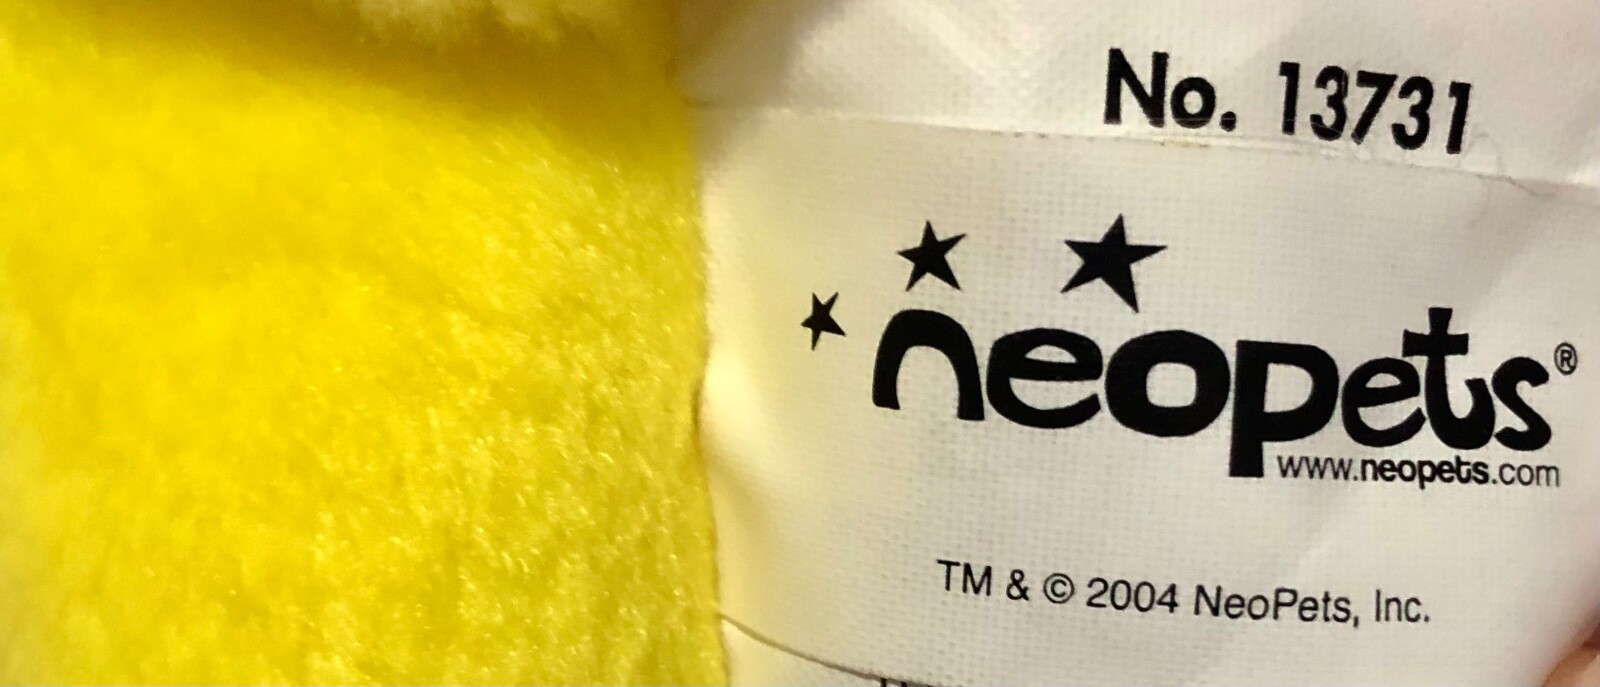 No. 13731
neopets®
www.neopets.com
TM & © 2004 NeoPets, Inc.